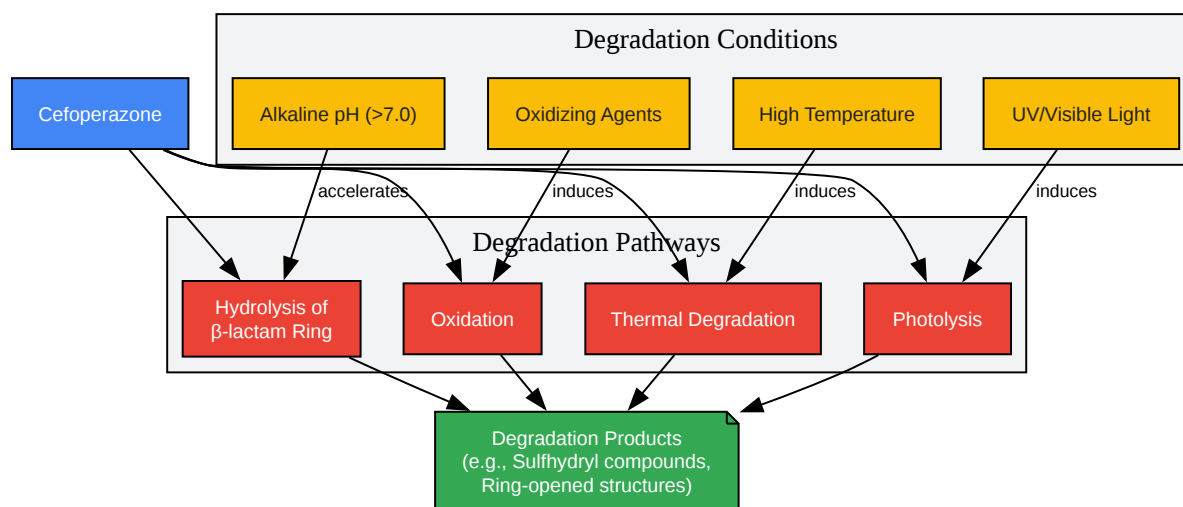 Degradation Conditions
Cefoperazone
Alkaline pH (>7.0)
Oxidizing Agents
High Temperature
UV/Visible Light
accelerates
induces
induces
induces
Degradation Pathways
Hydrolysis of
β-lactam Ring
Oxidation
Thermal Degradation
Photolysis
Degradation Products
(e.g., Sulfhydryl compounds,
Ring-opened structures)